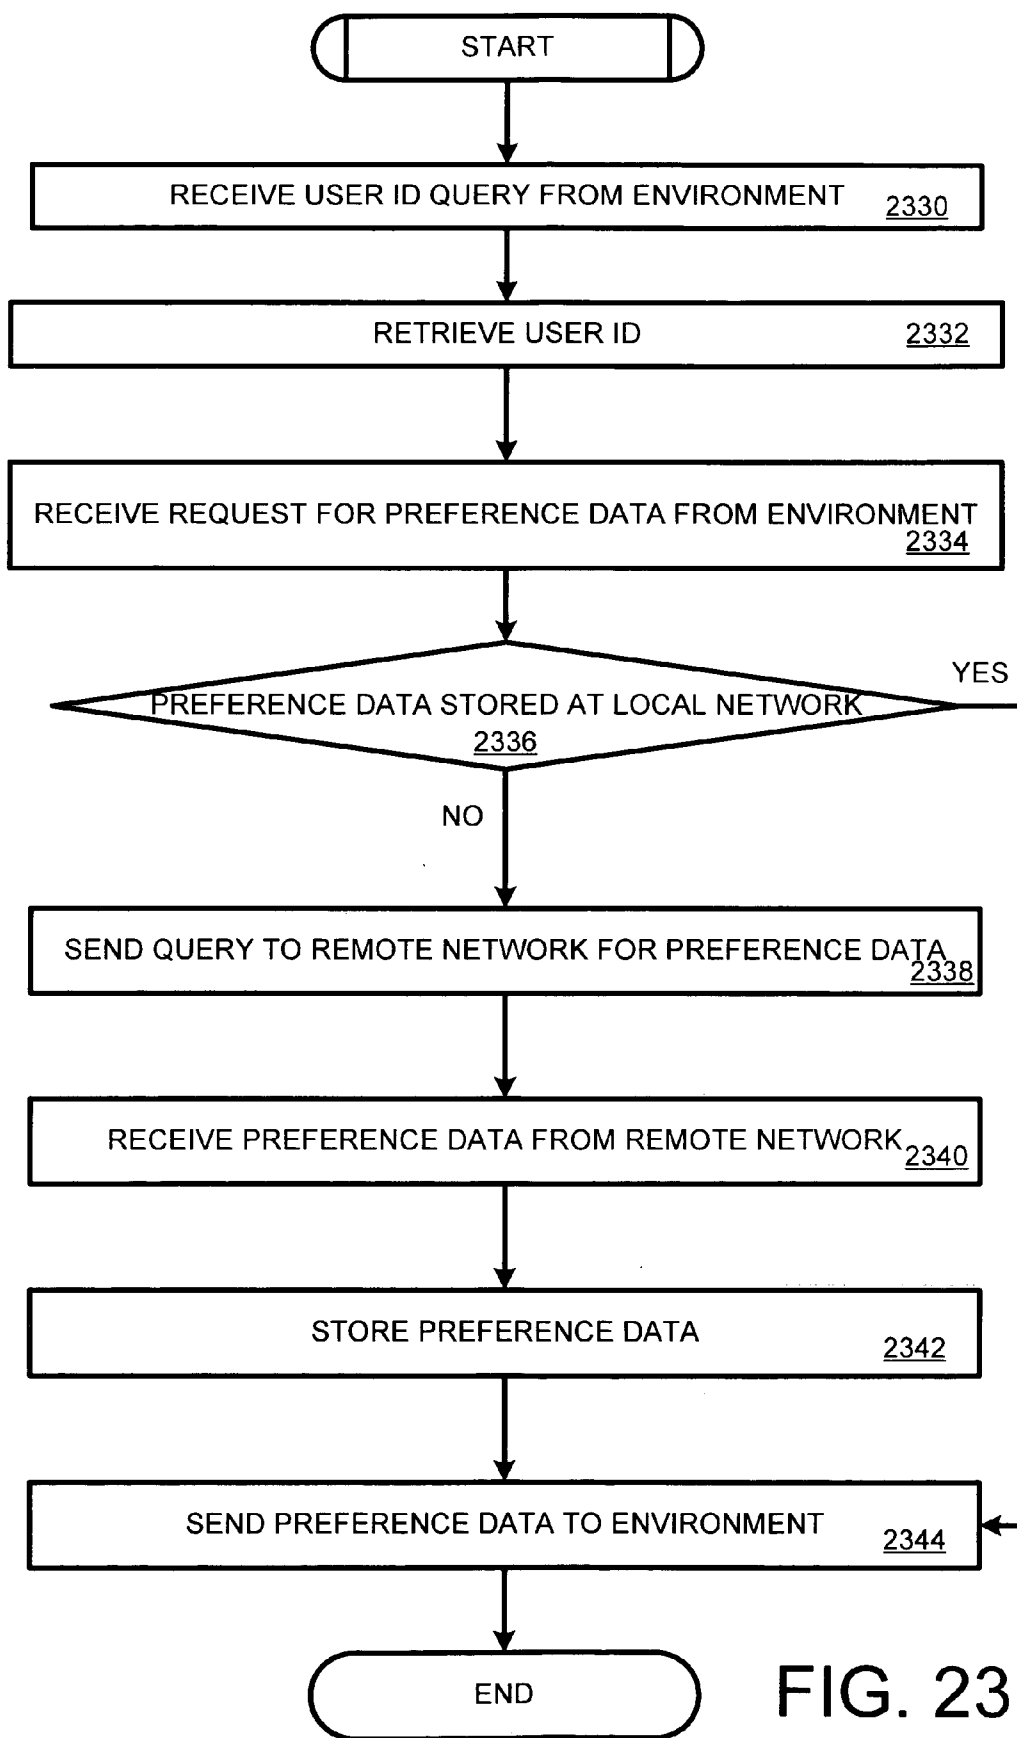 START
RECEIVE USER ID QUERY FROM ENVIRONMENT
2330
RETRIEVE USER ID
2332
RECEIVE REQUEST FOR PREFERENCE DATA FROM ENVIRONMENT
2334
YES
PREFERENCE DATA STORED AT LOCAL NETWORK
2336
NO
SEND QUERY TO REMOTE NETWORK FOR PREFERENCE DATA
2338
RECEIVE PREFERENCE DATA FROM REMOTE NETWORK
2340
STORE PREFERENCE DATA
2342
SEND PREFERENCE DATA TO ENVIRONMENT
2344
END
FIG. 23